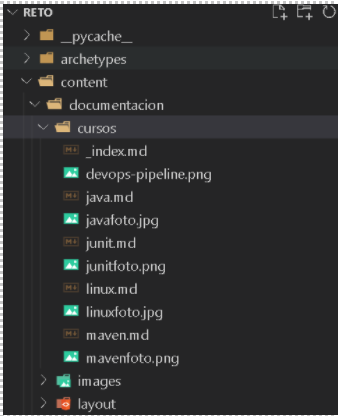 RETO
__pycache__
archetypes
content
documentacion
cursos
_index.md
devops-pipeline.png
java.md
javafoto.jpg
junit.md
junitfoto.png
linux.md
linuxfoto.jpg
maven.md
mavenfoto.png
images
layout